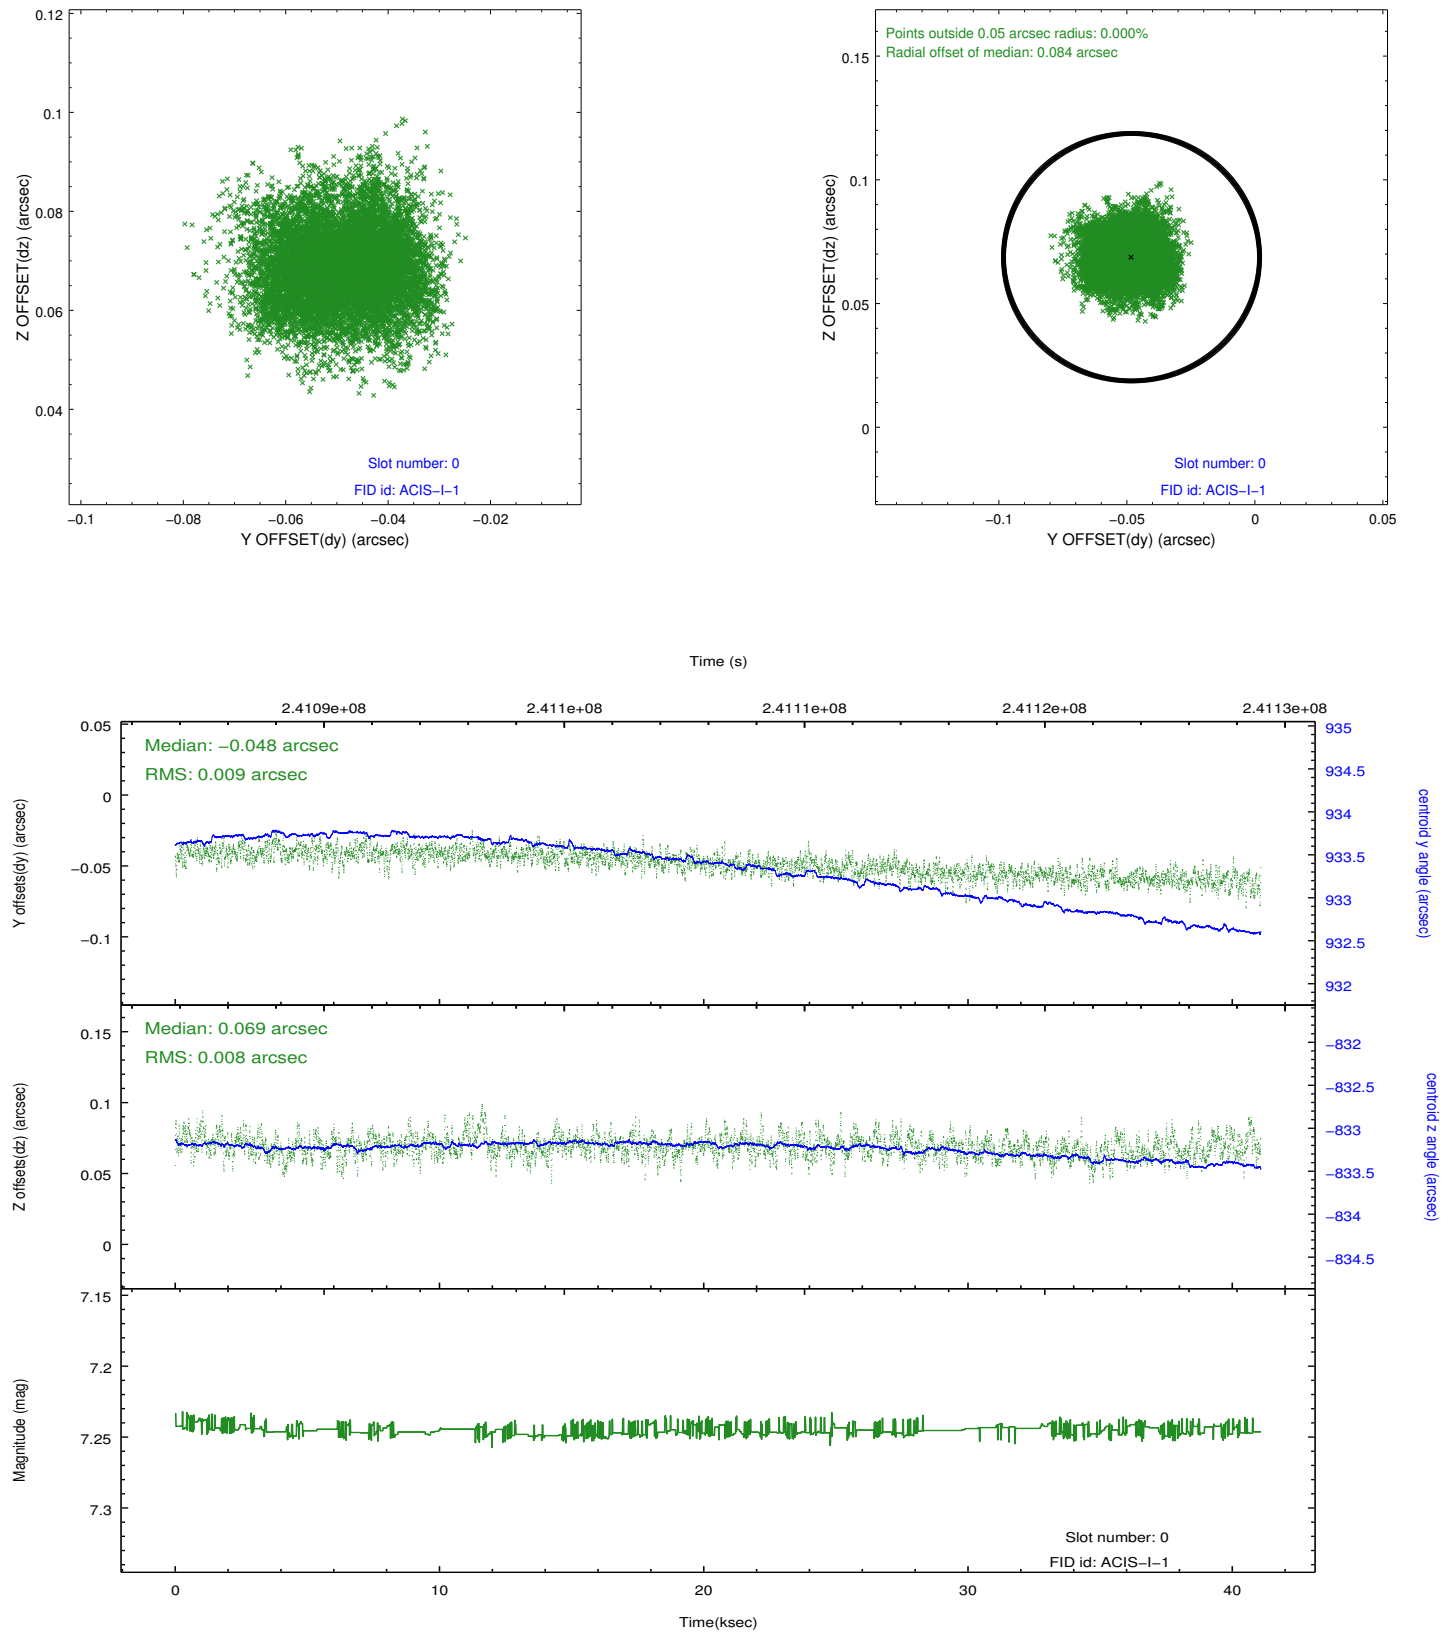 0.12
0.1
0.08
0.06
0.04
Z OFFSET(dz) (arcsec)
Slot number: 0
FID id: ACIS−I−1
−0.1 −0.08 −0.06 −0.04 −0.02
Y OFFSET(dy) (arcsec)
Points outside 0.05 arcsec radius: 0.000%
Radial offset of median: 0.084 arcsec
0.15
0.1
0.05
0
Z OFFSET(dz) (arcsec)
Slot number: 0
FID id: ACIS−I−1
−0.1 −0.05 0 0.05
Y OFFSET(dy) (arcsec)
Time (s)
2.4109e+08 2.411e+08 2.4111e+08 2.4112e+08 2.4113e+08
Median: −0.048 arcsec
RMS: 0.009 arcsec
0.05
0
−0.05
−0.1
Y offsets(dy) (arcsec)
935
934.5
934
933.5
933
932.5
932
centroid y angle (arcsec)
Median: 0.069 arcsec
RMS: 0.008 arcsec
0.15
0.1
0.05
0
Z offsets(dz) (arcsec)
−832
−832.5
−833
−833.5
−834
−834.5
centroid z angle (arcsec)
7.15
7.2
7.25
7.3
Magnitude (mag)
Slot number: 0
FID id: ACIS−I−1
0 10 20 30 40
Time(ksec)